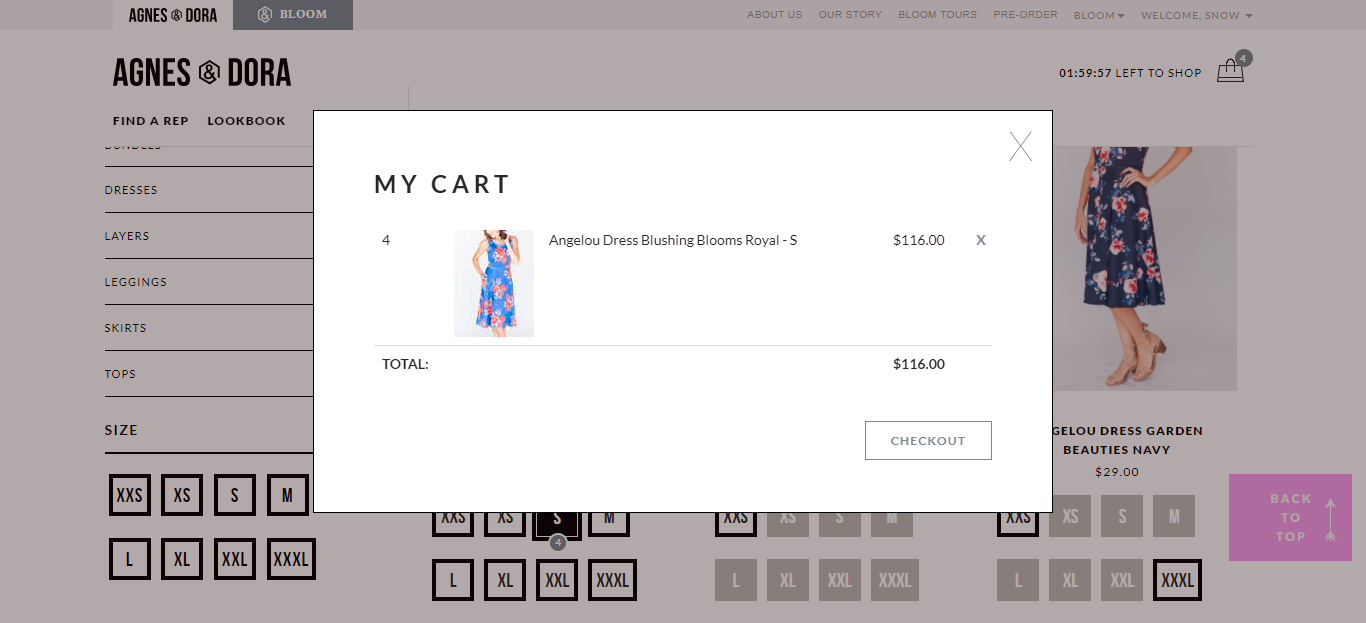 AGNES & DORA
BLOOM
ABOUT US
OUR STORY
BLOOM TOURS
PRE-ORDER
BLOOM
WELCOME, SNOW
AGNES & DORA
01:59:57 LEFT TO SHOP
4
FIND A REP
LOOKBOOK
BUNDLES
DRESSES
LAYERS
LEGGINGS
SKIRTS
TOPS
SIZE
XXS XS S M
L XL XXL XXXL
MY CART
X
4 Angelou Dress Blushing Blooms Royal - S $116.00 X
TOTAL: $116.00
CHECKOUT
XXS XS S M
4
L XL XXL XXXL
XXS XS S M
L XL XXL XXXL
GELOU DRESS GARDEN
BEAUTIES NAVY
$29.00
XXS XS S M
L XL XXL XXXL
BACK
TO
TOP